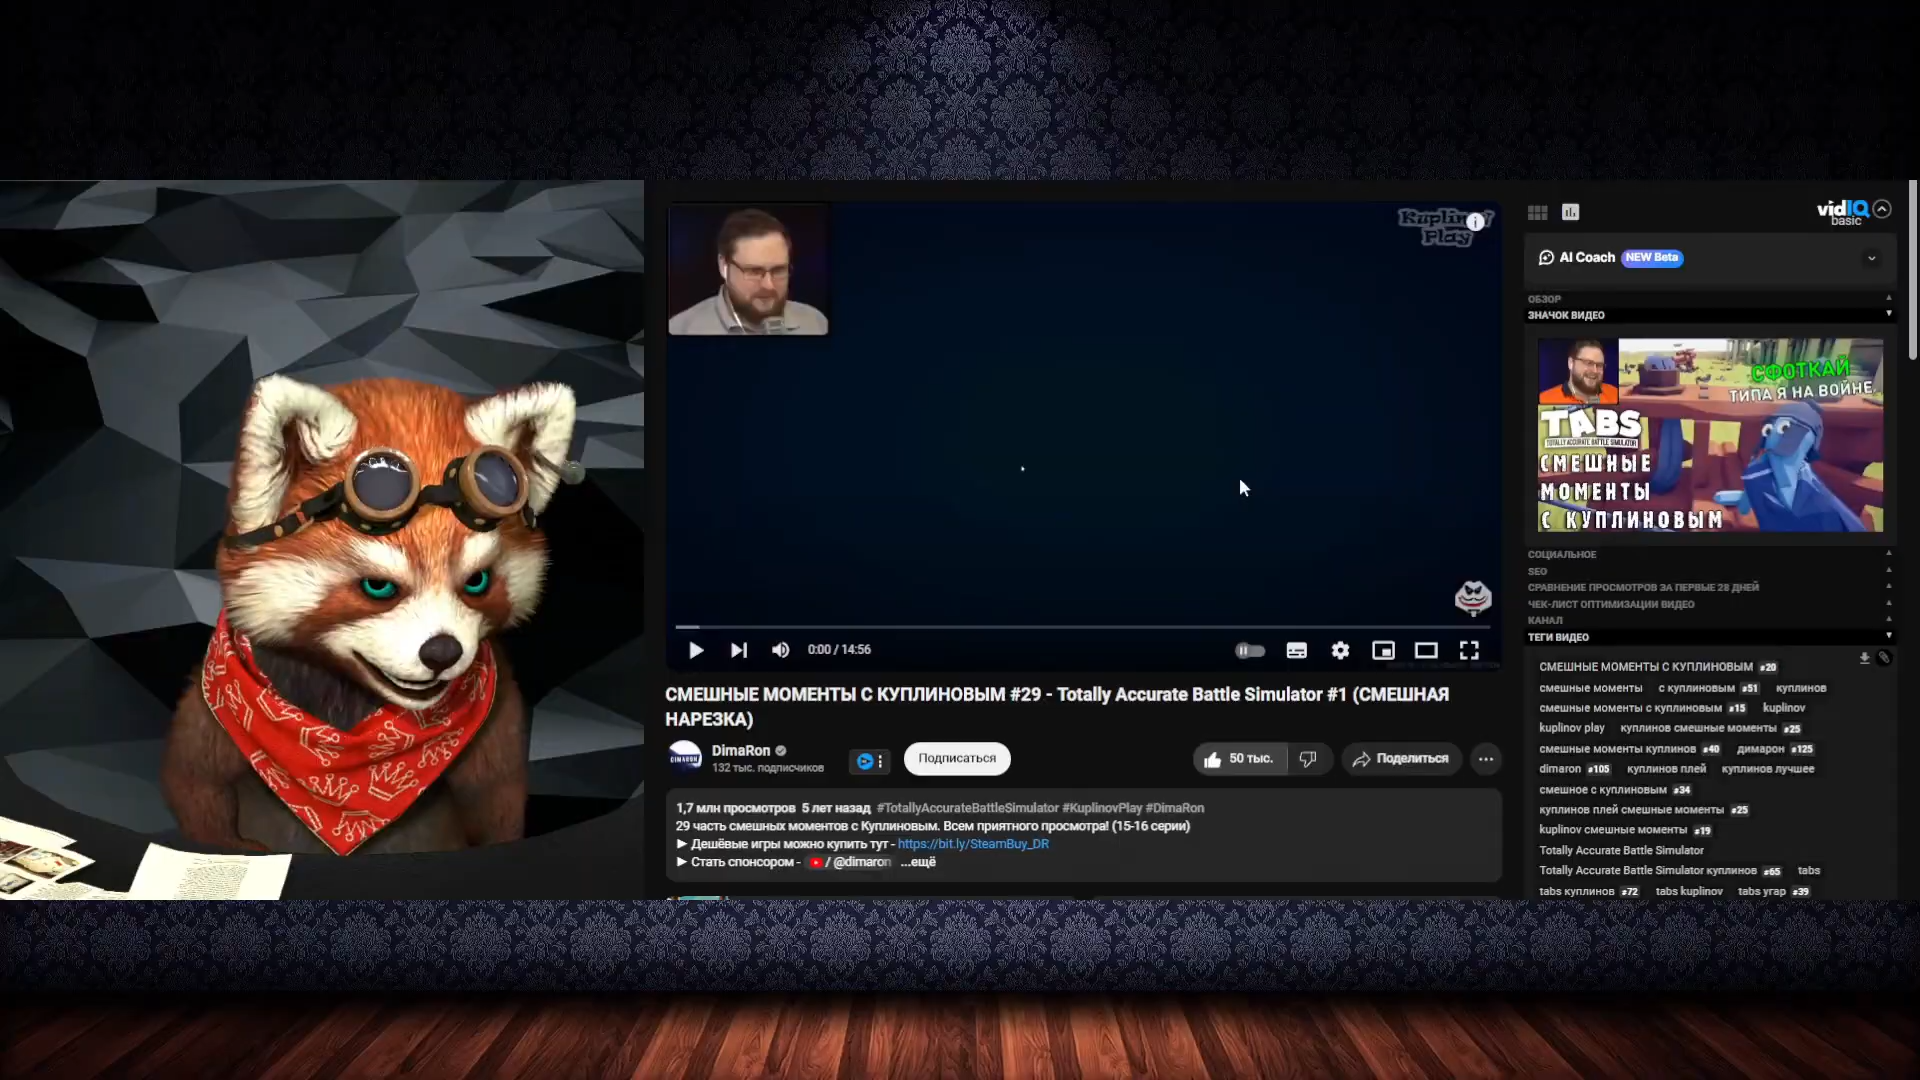 Kuplinov
Play
0:00 / 14:56
СМЕШНЫЕ МОМЕНТЫ С КУПЛИНОВЫМ #29 - Totally Accurate Battle Simulator #1 (СМЕШНАЯ
НАРЕЗКА)
DIMARON
DimaRon
132 тыс. подписчиков
Подписаться
50 тыс.
Поделиться
1,7 млн просмотров 5 лет назад #TotallyAccurateBattleSimulator #KuplinovPlay #DimaRon
29 часть смешных моментов с Куплиновым. Всем приятного просмотра! (15-16 серии)
► Дешёвые игры можно купить тут - https://bit.ly/SteamBuy_DR
► Стать спонсором - / @dimaron ...ещё
vidIQ
basic
AI Coach NEW Beta
ОБЗОР
ЗНАЧОК ВИДЕО
СФОТКАЙ
ТИПА Я НА ВОЙНЕ
TABS
TOTALLY ACCURATE BATTLE SIMULATOR
СМЕШНЫЕ
МОМЕНТЫ
С КУПЛИНОВЫМ
СОЦИАЛЬНОЕ
SEO
СРАВНЕНИЕ ПРОСМОТРОВ ЗА ПЕРВЫЕ 28 ДНЕЙ
ЧЕК-ЛИСТ ОПТИМИЗАЦИИ ВИДЕО
КАНАЛ
ТЕГИ ВИДЕО
СМЕШНЫЕ МОМЕНТЫ С КУПЛИНОВЫМ #20
смешные моменты с куплиновым #51 куплинов
смешные моменты с куплиновым #15 kuplinov
kuplinov play куплинов смешные моменты #25
смешные моменты куплинов #40 димарон #125
dimaron #105 куплинов плей куплинов лучшее
смешное с куплиновым #34
куплинов плей смешные моменты #25
куплинов смешные моменты #19
Totally Accurate Battle Simulator
Totally Accurate Battle Simulator куплинов #65 tabs
tabs куплинов #72 tabs kuplinov tabs угар #39